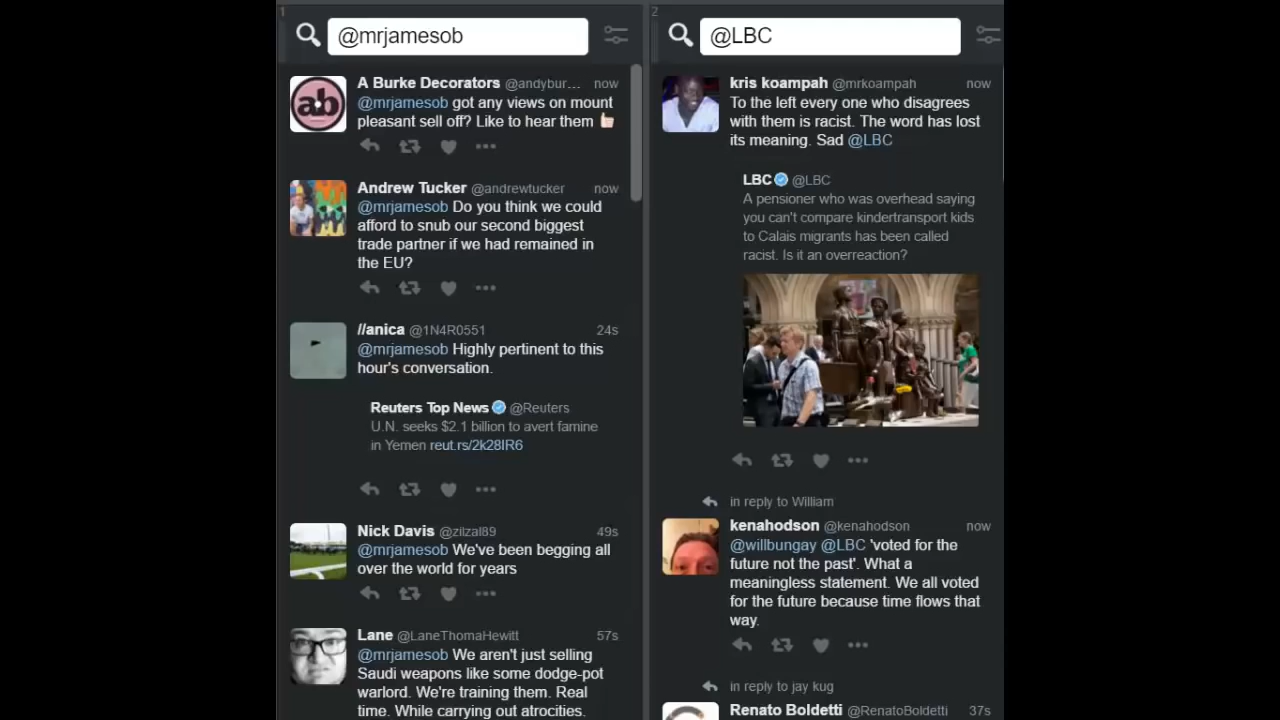 1
@mrjamesob
A Burke Decorators @andybur... now
@mrjamesob got any views on mount
pleasant sell off? Like to hear them
ab
Andrew Tucker @andrewtucker now
@mrjamesob Do you think we could
afford to snub our second biggest
trade partner if we had remained in
the EU?
//anica @1N4R0551 24s
@mrjamesob Highly pertinent to this
hour's conversation.
Reuters Top News @Reuters
U.N. seeks $2.1 billion to avert famine
in Yemen reut.rs/2k28IR6
Nick Davis @zilzal89 49s
@mrjamesob We've been begging all
over the world for years
Lane @LaneThomaHewitt 57s
@mrjamesob We aren't just selling
Saudi weapons like some dodge-pot
warlord. We're training them. Real
time. While carrying out atrocities.
2
@LBC
kris koampah @mrkoampah now
To the left every one who disagrees
with them is racist. The word has lost
its meaning. Sad @LBC
LBC @LBC
A pensioner who was overhead saying
you can't compare kindertransport kids
to Calais migrants has been called
racist. Is it an overreaction?
in reply to William
kenahodson @kenahodson now
@willbungay @LBC 'voted for the
future not the past'. What a
meaningless statement. We all voted
for the future because time flows that
way.
in reply to jay kug
Renato Boldetti @RenatoBoldetti 37s